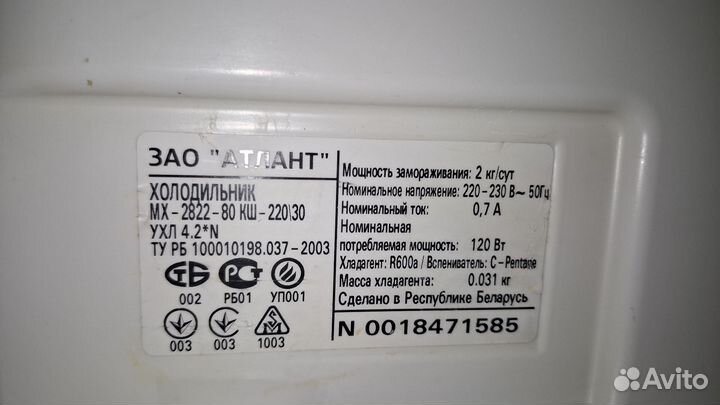 ЗАО "АТЛАНТ"
ХОЛОДИЛЬНИК
МХ-2822-80 КШ-220\30
УХЛ 4.2*N
ТУ РБ 100010198.037-2003
СТБ РСТ
002 РБ01 УП001
003 003 1003
Мощность замораживания: 2 кг/сут
Номинальное напряжение: 220-230 В~ 50Гц
Номинальный ток: 0,7 А
Номинальная
потребляемая мощность: 120 Вт
Хладагент: R600a / Вспениватель: C-Pentane
Масса хладагента: 0.031 кг
Сделано в Республике Беларусь
N 0018471585
Avito